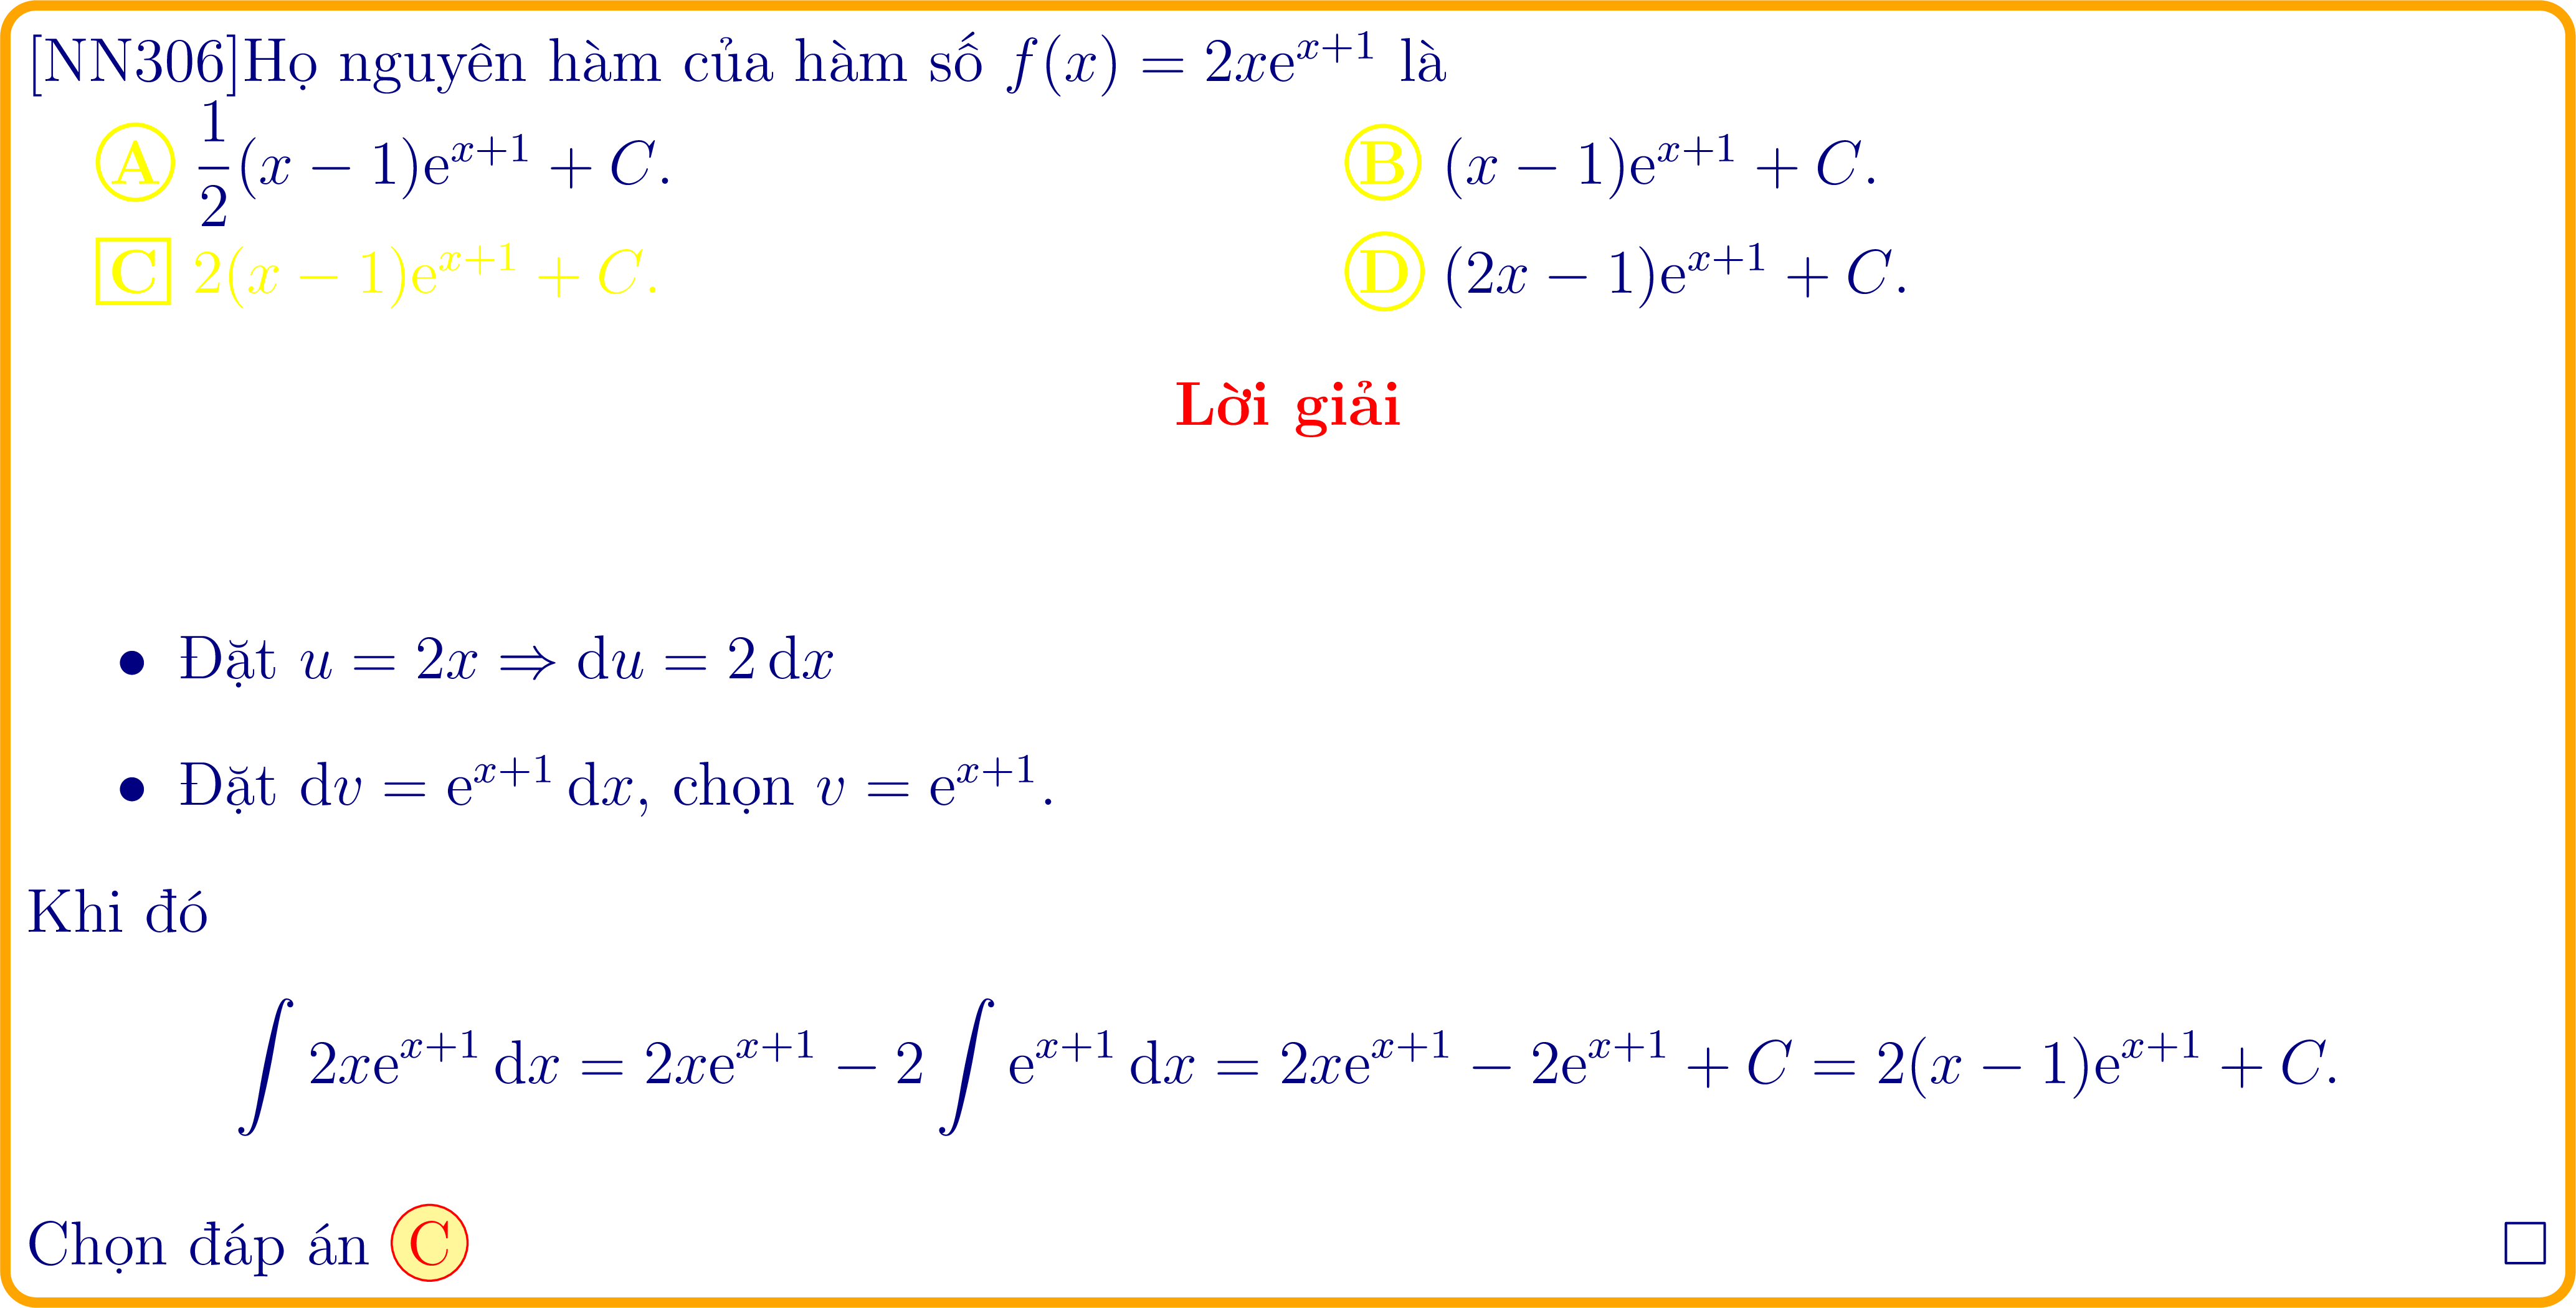 [NN306]Họ nguyên hàm của hàm số $f(x) = 2x\mathrm{e}^{x+1}$ là
A $\dfrac{1}{2}(x-1)\mathrm{e}^{x+1} + C.$ B $(x-1)\mathrm{e}^{x+1} + C.$
C $2(x-1)\mathrm{e}^{x+1} + C.$ D $(2x-1)\mathrm{e}^{x+1} + C.$
Lời giải
• Đặt $u = 2x \Rightarrow \mathrm{d}u = 2\,\mathrm{d}x$
• Đặt $\mathrm{d}v = \mathrm{e}^{x+1}\,\mathrm{d}x$, chọn $v = \mathrm{e}^{x+1}$.
Khi đó
$\displaystyle\int 2x\mathrm{e}^{x+1}\,\mathrm{d}x = 2x\mathrm{e}^{x+1} - 2\int \mathrm{e}^{x+1}\,\mathrm{d}x = 2x\mathrm{e}^{x+1} - 2\mathrm{e}^{x+1} + C = 2(x-1)\mathrm{e}^{x+1} + C.$
Chọn đáp án C □